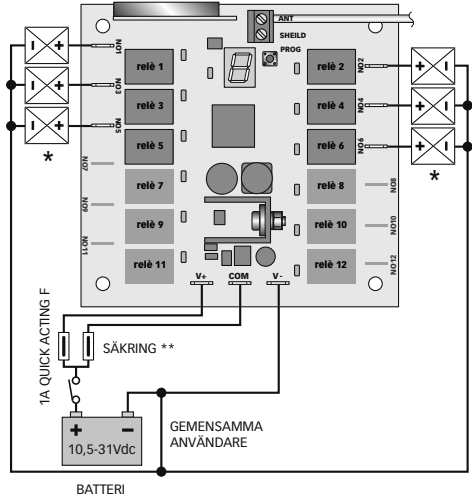 ANT
SHEILD
PROG
- +
NO1
relè 1
relè 2
NO2
- +
- +
NO3
relè 3
relè 4
NO4
- +
- +
NO5
relè 5
relè 6
NO6
- +
*
*
NO7
relè 7
relè 8
NO8
NO9
relè 9
relè 10
NO10
NO11
relè 11
relè 12
NO12
V+
COM
V-
1A QUICK ACTING F
SÄKRING **
+ -
10,5-31Vdc
GEMENSAMMA
ANVÄNDARE
BATTERI